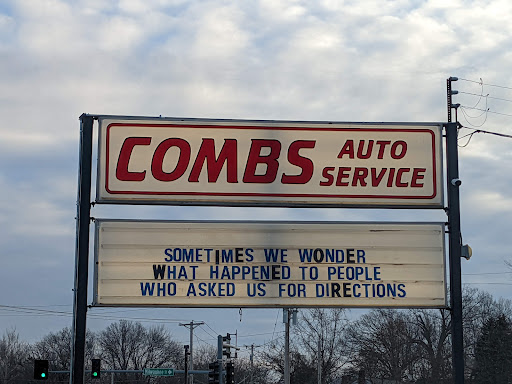 COMBS
AUTO
SERVICE
SOMETIMES WE WONDER
WHAT HAPPENED TO PEOPLE
WHO ASKED US FOR DIRECTIONS